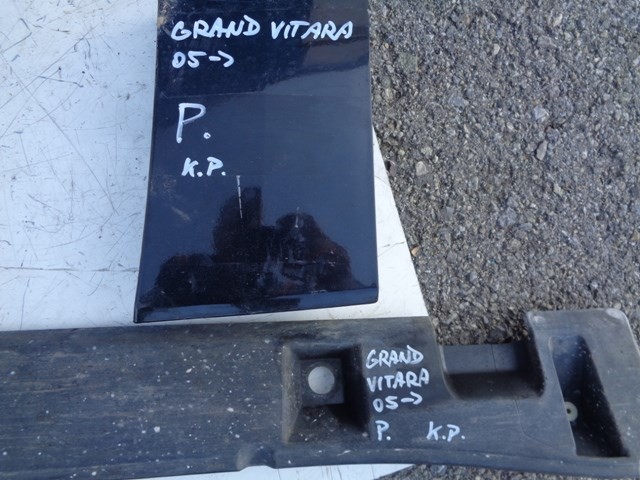 GRAND VITARA
05->
P.
K.P.
GRAND
VITARA
05->
P. K.P.